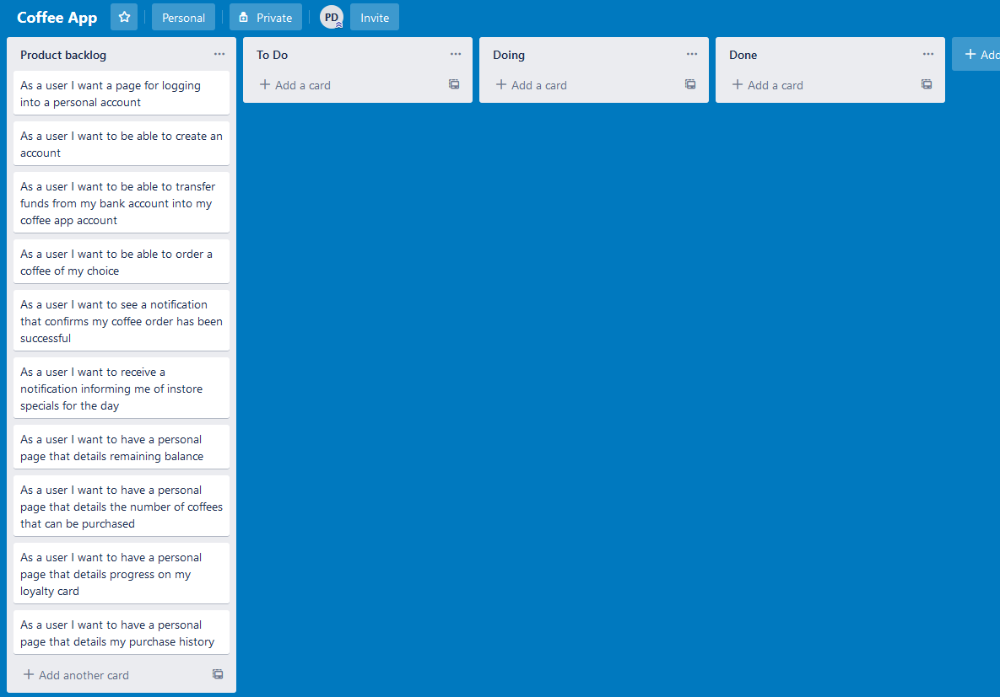 Coffee App
Personal
Private
PD
Invite
Product backlog
As a user I want a page for logging
into a personal account
As a user I want to be able to create an
account
As a user I want to be able to transfer
funds from my bank account into my
coffee app account
As a user I want to be able to order a
coffee of my choice
As a user I want to see a notification
that confirms my coffee order has been
successful
As a user I want to receive a
notification informing me of instore
specials for the day
As a user I want to have a personal
page that details remaining balance
As a user I want to have a personal
page that details the number of coffees
that can be purchased
As a user I want to have a personal
page that details progress on my
loyalty card
As a user I want to have a personal
page that details my purchase history
+ Add another card
To Do
+ Add a card
Doing
+ Add a card
Done
+ Add a card
+ Add